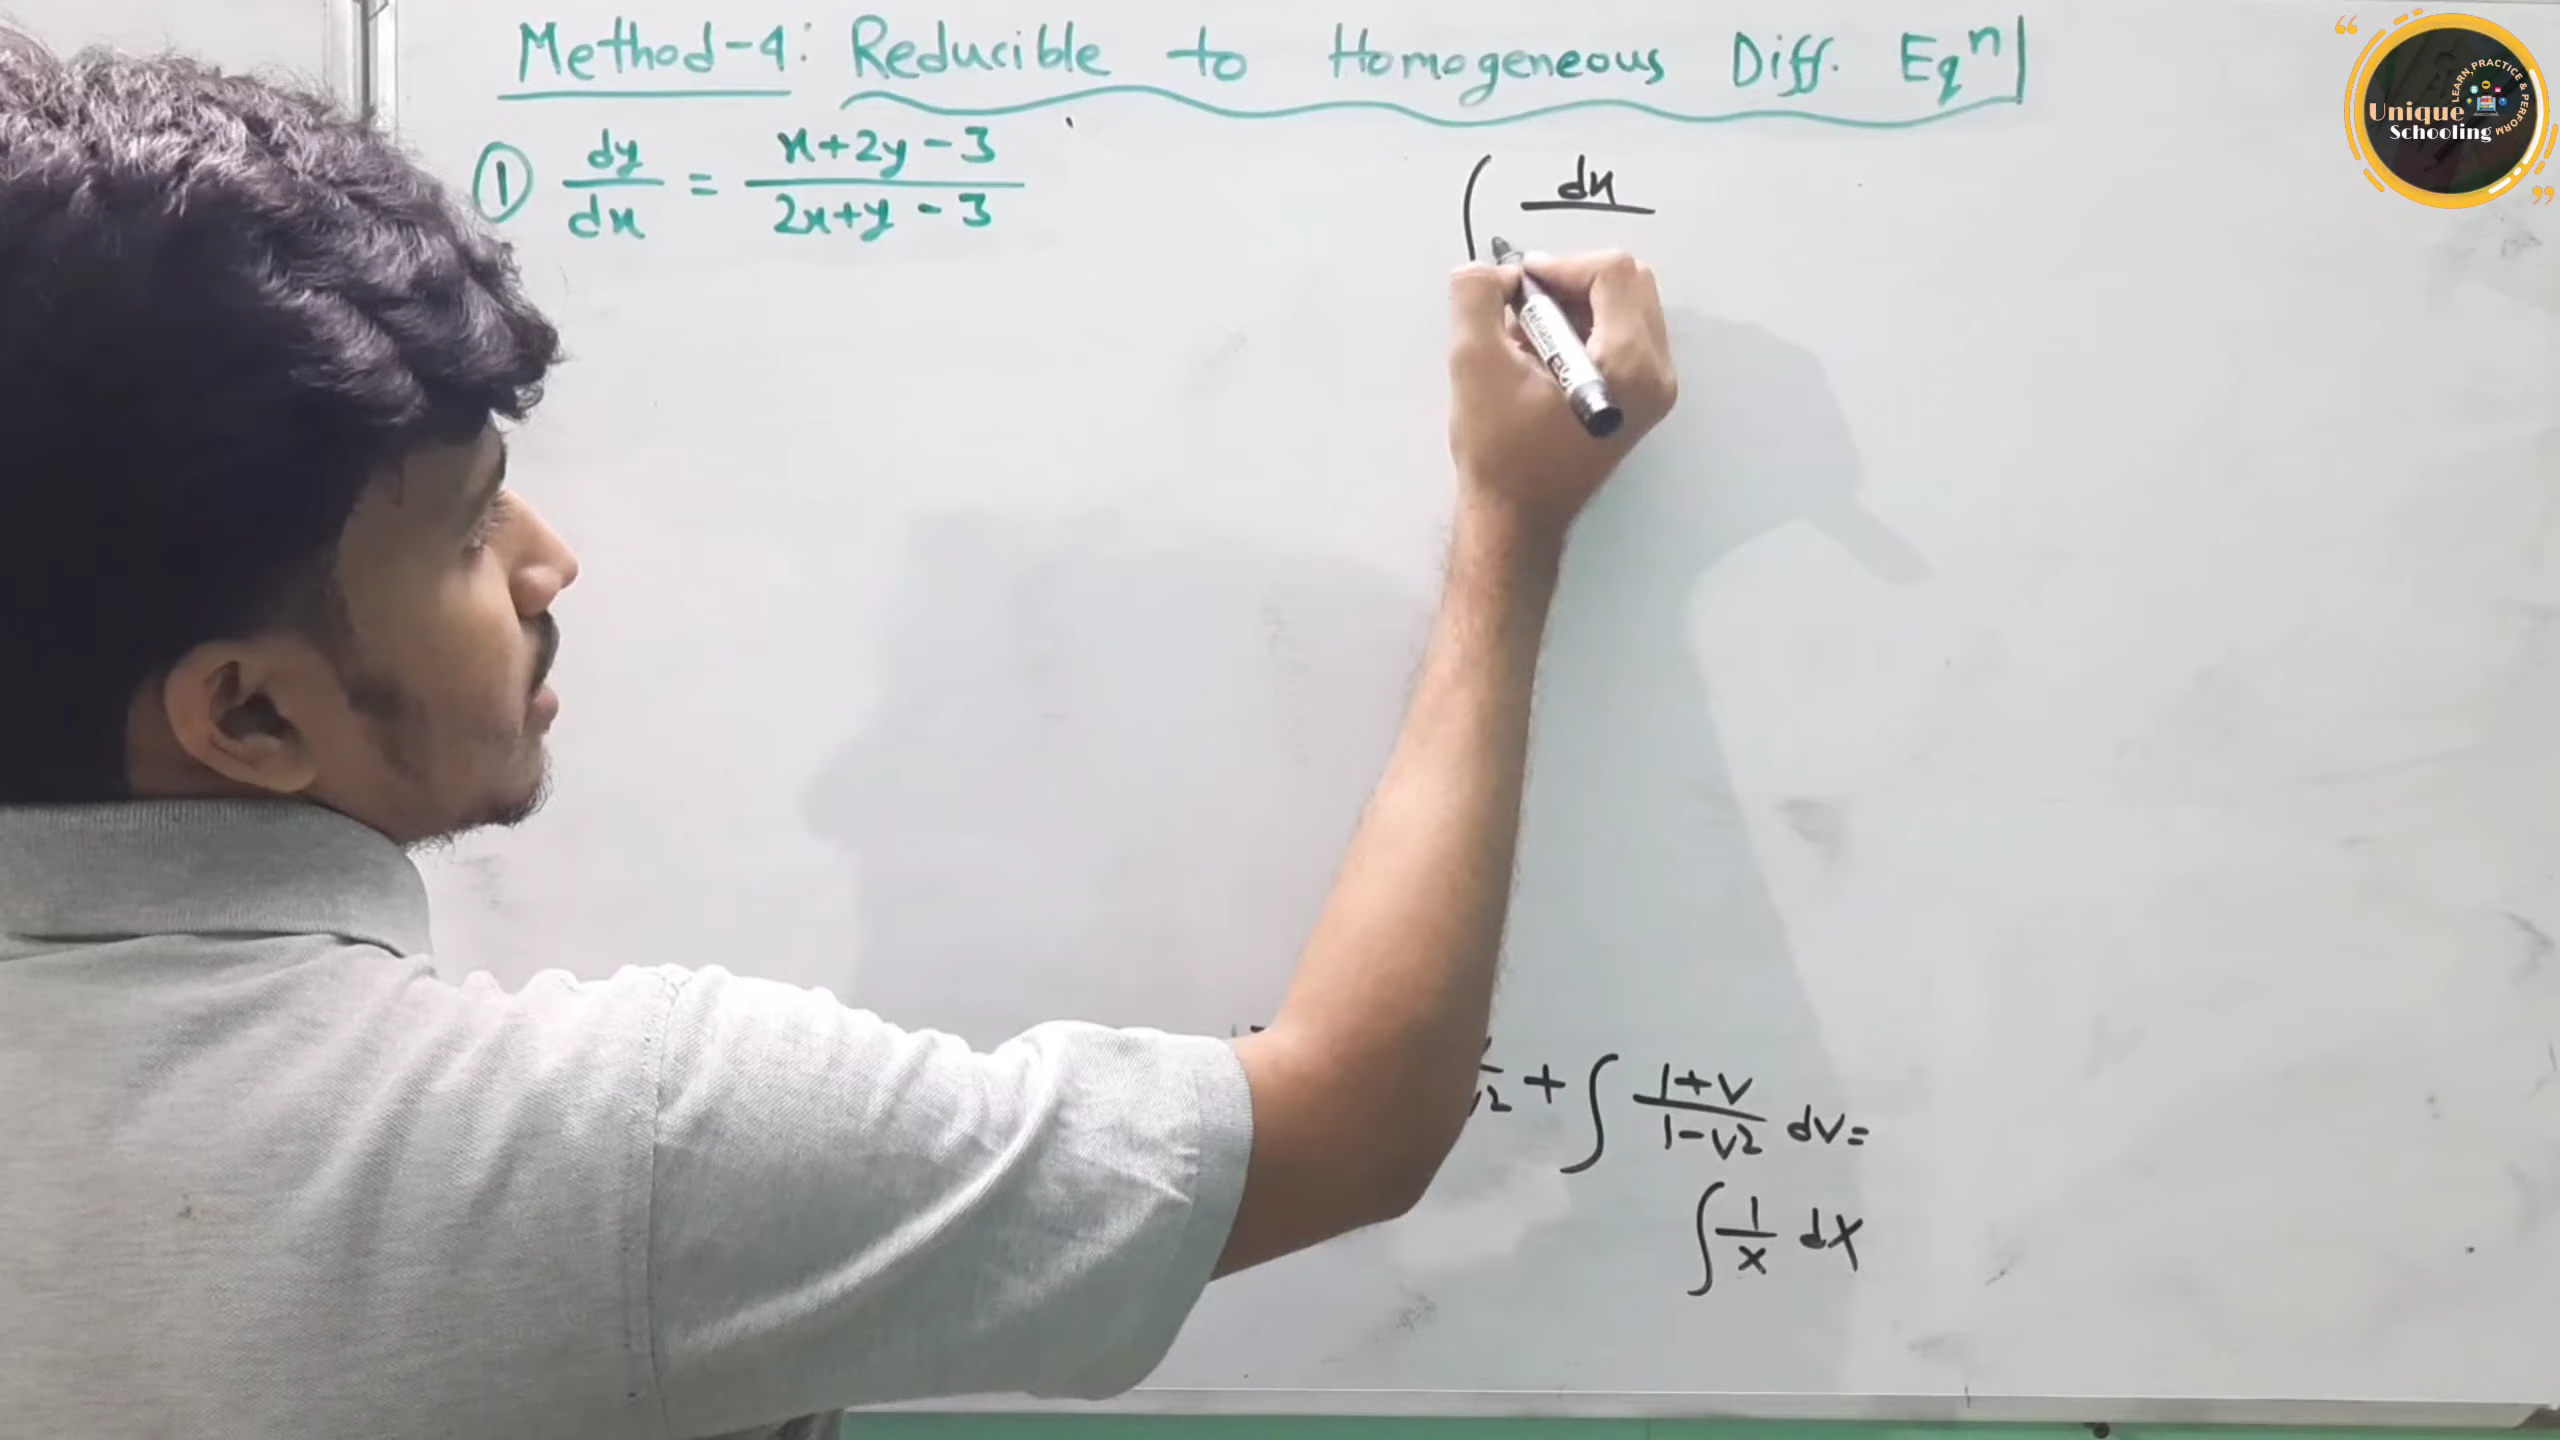 Method-4: Reducible to Homogeneous Diff. Eqⁿ
① dy/dx = x+2y-3 / 2x+y-3
∫ dx
+ ∫ 1+v / 1-v2 dv =
∫ 1/x dx
Unique
Schooling
LEARN, PRACTICE & PERFORM